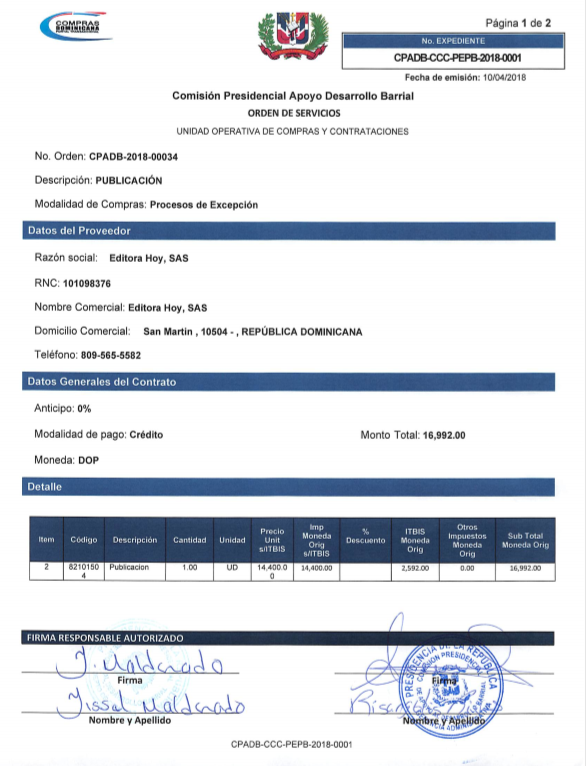 COMPRAS
DOMINICANA
Página 1 de 2
No. EXPEDIENTE
CPADB-CCC-PEPB-2018-0001
Fecha de emisión: 10/04/2018
Comisión Presidencial Apoyo Desarrollo Barrial
ORDEN DE SERVICIOS
UNIDAD OPERATIVA DE COMPRAS Y CONTRATACIONES
No. Orden: CPADB-2018-00034
Descripción: PUBLICACIÓN
Modalidad de Compras: Procesos de Excepción
Datos del Proveedor
Razón social: Editora Hoy, SAS
RNC: 101098376
Nombre Comercial: Editora Hoy, SAS
Domicilio Comercial: San Martin , 10504 - , REPÚBLICA DOMINICANA
Teléfono: 809-565-5582
Datos Generales del Contrato
Anticipo: 0%
Modalidad de pago: Crédito Monto Total: 16,992.00
Moneda: DOP
Detalle
Item Código Descripción Cantidad Unidad Precio Unit s/ITBIS Imp Moneda Orig s/ITBIS % Descuento ITBIS Moneda Orig Otros Impuestos Moneda Orig Sub Total Moneda Orig
2 82101504 Publicacion 1.00 UD 14,400.00 14,400.00 2,592.00 0.00 16,992.00
FIRMA RESPONSABLE AUTORIZADO
Y. Maldonado
Firma Firma
Yissal Maldonado
Nombre y Apellido Nombre y Apellido
PRESIDENCIA DE LA REPUBLICA
COMISION PRESIDENCIAL
CPADB-CCC-PEPB-2018-0001